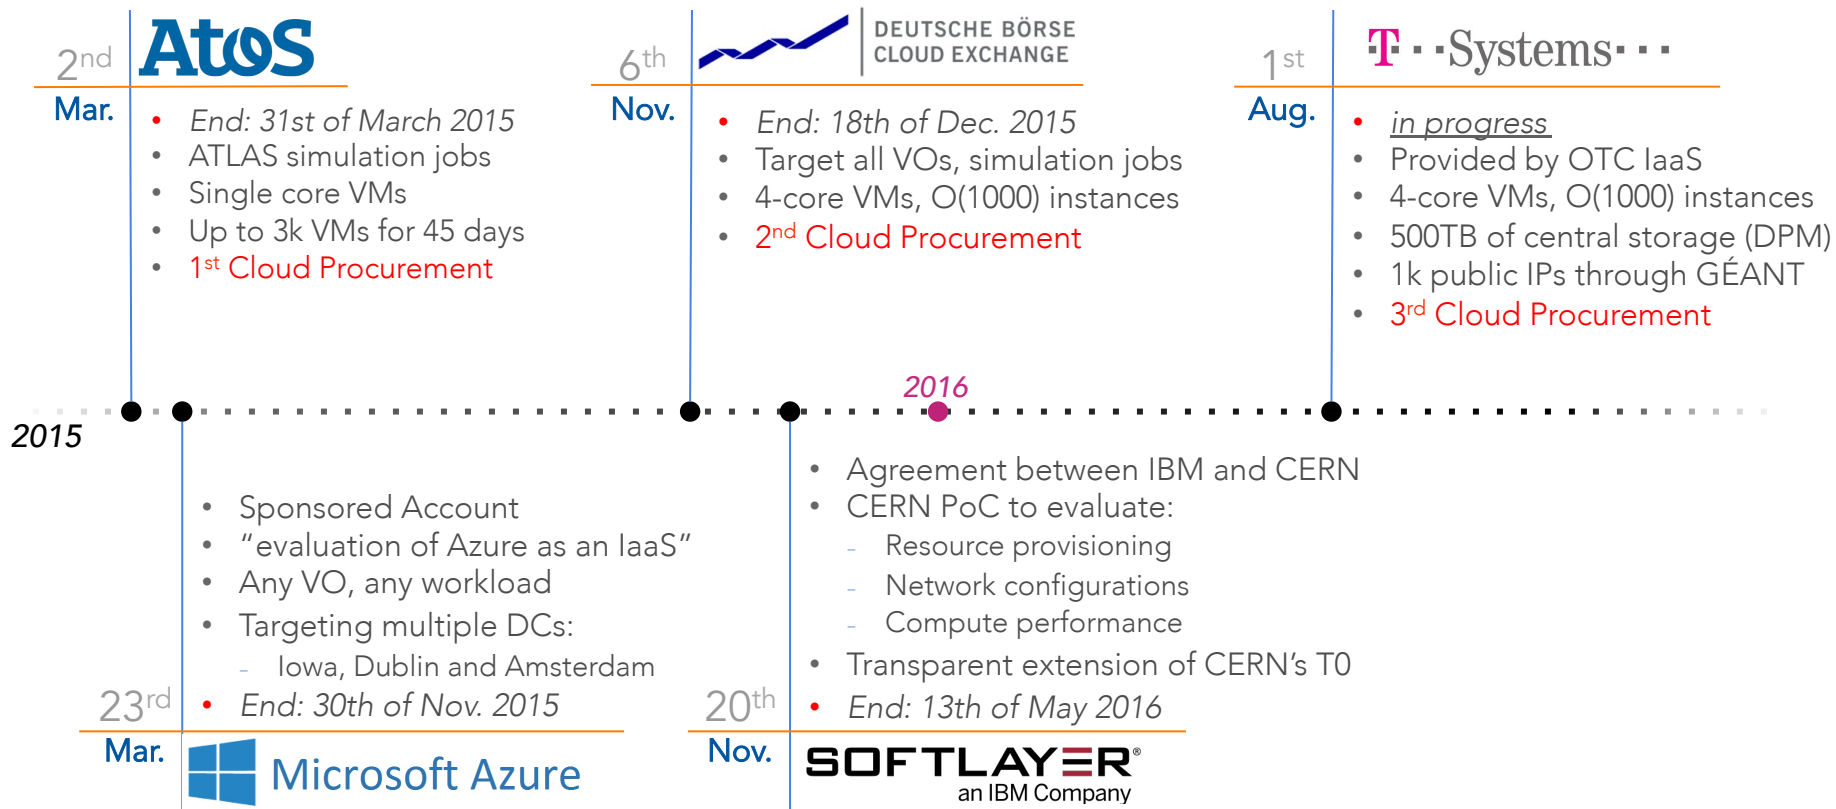 2nd
Mar.
Atos
• End: 31st of March 2015
• ATLAS simulation jobs
• Single core VMs
• Up to 3k VMs for 45 days
• 1st Cloud Procurement
6th
Nov.
DEUTSCHE BÖRSE
CLOUD EXCHANGE
• End: 18th of Dec. 2015
• Target all VOs, simulation jobs
• 4-core VMs, O(1000) instances
• 2nd Cloud Procurement
1st
Aug.
T··Systems···
• in progress
• Provided by OTC IaaS
• 4-core VMs, O(1000) instances
• 500TB of central storage (DPM)
• 1k public IPs through GÉANT
• 3rd Cloud Procurement
2015
2016
• Sponsored Account
• “evaluation of Azure as an IaaS”
• Any VO, any workload
• Targeting multiple DCs:
- Iowa, Dublin and Amsterdam
• End: 30th of Nov. 2015
23rd
Mar.
Microsoft Azure
• Agreement between IBM and CERN
• CERN PoC to evaluate:
- Resource provisioning
- Network configurations
- Compute performance
• Transparent extension of CERN’s T0
• End: 13th of May 2016
20th
Nov.
SOFTLAYER®
an IBM Company